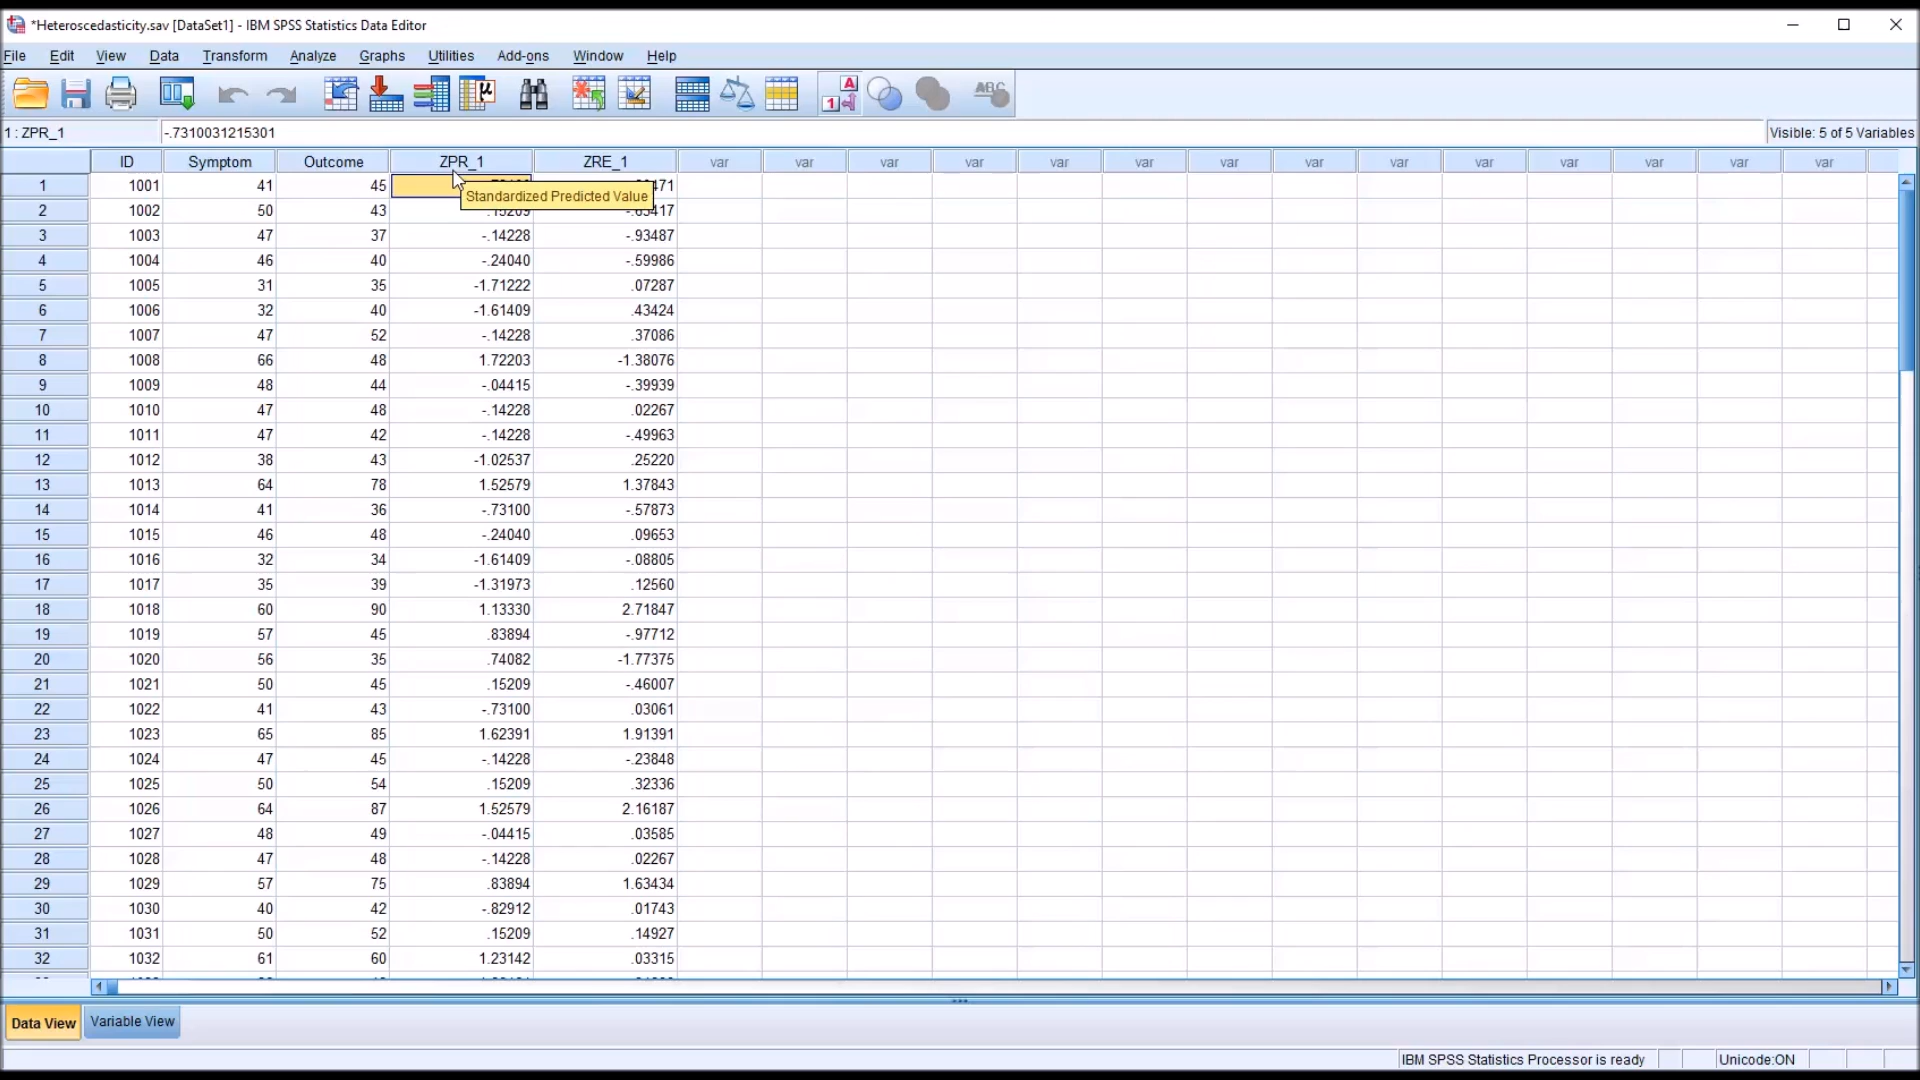 *Heteroscedasticity.sav [DataSet1] - IBM SPSS Statistics Data Editor
File Edit View Data Transform Analyze Graphs Utilities Add-ons Window Help
1 : ZPR_1 -.7310031215301 Visible: 5 of 5 Variables
ID Symptom Outcome ZPR_1 ZRE_1 var var var var var var var var var var var var var var
1 1001 41 45
Standardized Predicted Value
2 1002 50 43 .15209 -.63417
3 1003 47 37 -.14228 -.93487
4 1004 46 40 -.24040 -.59986
5 1005 31 35 -1.71222 .07287
6 1006 32 40 -1.61409 .43424
7 1007 47 52 -.14228 .37086
8 1008 66 48 1.72203 -1.38076
9 1009 48 44 -.04415 -.39939
10 1010 47 48 -.14228 .02267
11 1011 47 42 -.14228 -.49963
12 1012 38 43 -1.02537 .25220
13 1013 64 78 1.52579 1.37843
14 1014 41 36 -.73100 -.57873
15 1015 46 48 -.24040 .09653
16 1016 32 34 -1.61409 -.08805
17 1017 35 39 -1.31973 .12560
18 1018 60 90 1.13330 2.71847
19 1019 57 45 .83894 -.97712
20 1020 56 35 .74082 -1.77375
21 1021 50 45 .15209 -.46007
22 1022 41 43 -.73100 .03061
23 1023 65 85 1.62391 1.91391
24 1024 47 45 -.14228 -.23848
25 1025 50 54 .15209 .32336
26 1026 64 87 1.52579 2.16187
27 1027 48 49 -.04415 .03585
28 1028 47 48 -.14228 .02267
29 1029 57 75 .83894 1.63434
30 1030 40 42 -.82912 .01743
31 1031 50 52 .15209 .14927
32 1032 61 60 1.23142 .03315
Data View Variable View
IBM SPSS Statistics Processor is ready Unicode:ON